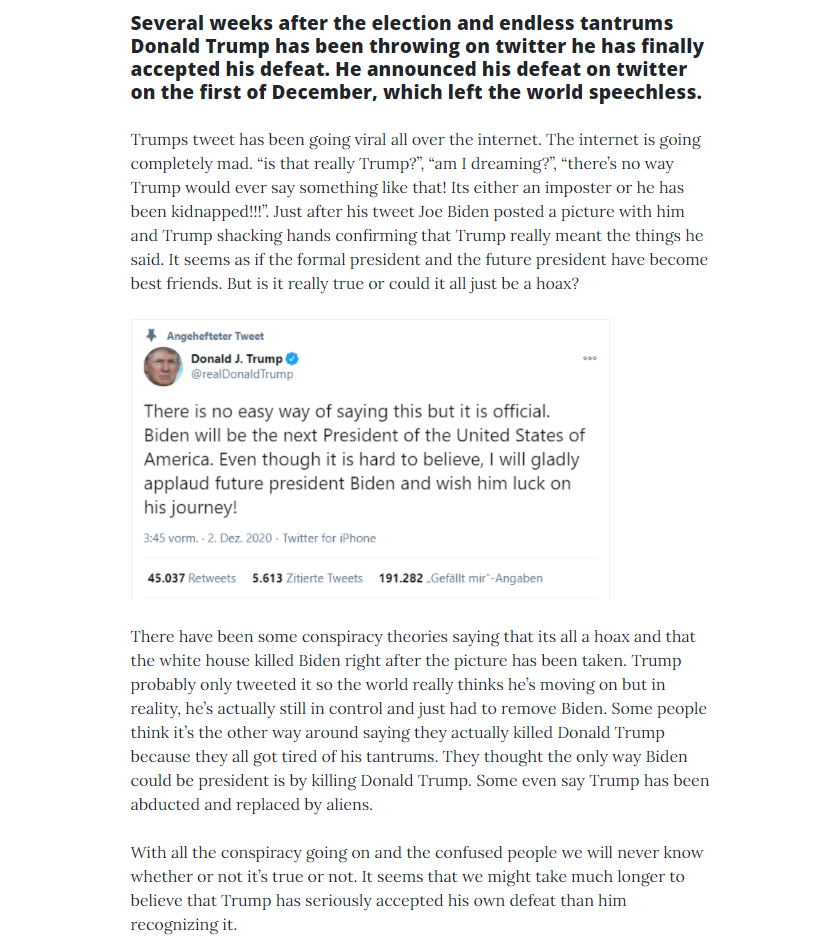 Several weeks after the election and endless tantrums
Donald Trump has been throwing on twitter he has finally
accepted his defeat. He announced his defeat on twitter
on the first of December, which left the world speechless.
Trumps tweet has been going viral all over the internet. The internet is going
completely mad. “is that really Trump?”, “am I dreaming?”, “there’s no way
Trump would ever say something like that! Its either an imposter or he has
been kidnapped!!!”. Just after his tweet Joe Biden posted a picture with him
and Trump shacking hands confirming that Trump really meant the things he
said. It seems as if the formal president and the future president have become
best friends. But is it really true or could it all just be a hoax?
Angehefteter Tweet
Donald J. Trump
@realDonaldTrump
There is no easy way of saying this but it is official.
Biden will be the next President of the United States of
America. Even though it is hard to believe, I will gladly
applaud future president Biden and wish him luck on
his journey!
3:45 vorm. · 2. Dez. 2020 · Twitter for iPhone
45.037 Retweets 5.613 Zitierte Tweets 191.282 „Gefällt mir“-Angaben
There have been some conspiracy theories saying that its all a hoax and that
the white house killed Biden right after the picture has been taken. Trump
probably only tweeted it so the world really thinks he’s moving on but in
reality, he’s actually still in control and just had to remove Biden. Some people
think it’s the other way around saying they actually killed Donald Trump
because they all got tired of his tantrums. They thought the only way Biden
could be president is by killing Donald Trump. Some even say Trump has been
abducted and replaced by aliens.
With all the conspiracy going on and the confused people we will never know
whether or not it’s true or not. It seems that we might take much longer to
believe that Trump has seriously accepted his own defeat than him
recognizing it.